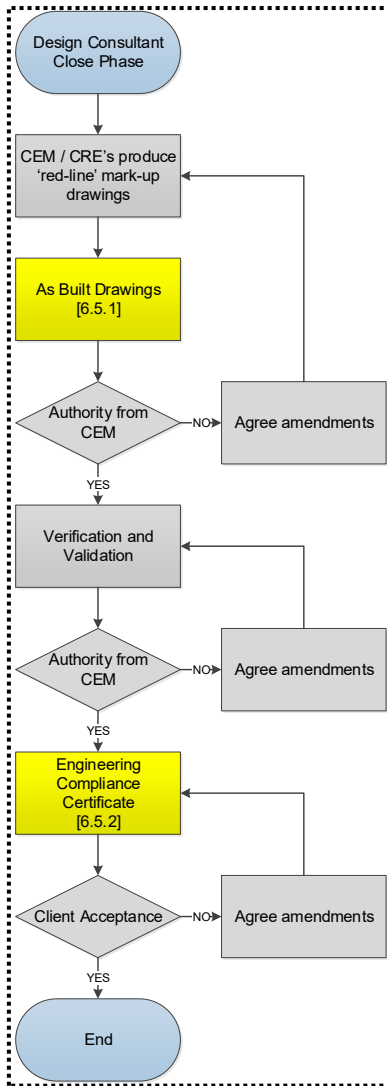 Design Consultant
Close Phase
CEM / CRE's produce
'red-line' mark-up
drawings
As Built Drawings
[6.5.1]
Authority from
CEM
NO
Agree amendments
YES
Verification and
Validation
Authority from
CEM
NO
Agree amendments
YES
Engineering
Compliance
Certificate
[6.5.2]
Client Acceptance
NO
Agree amendments
YES
End